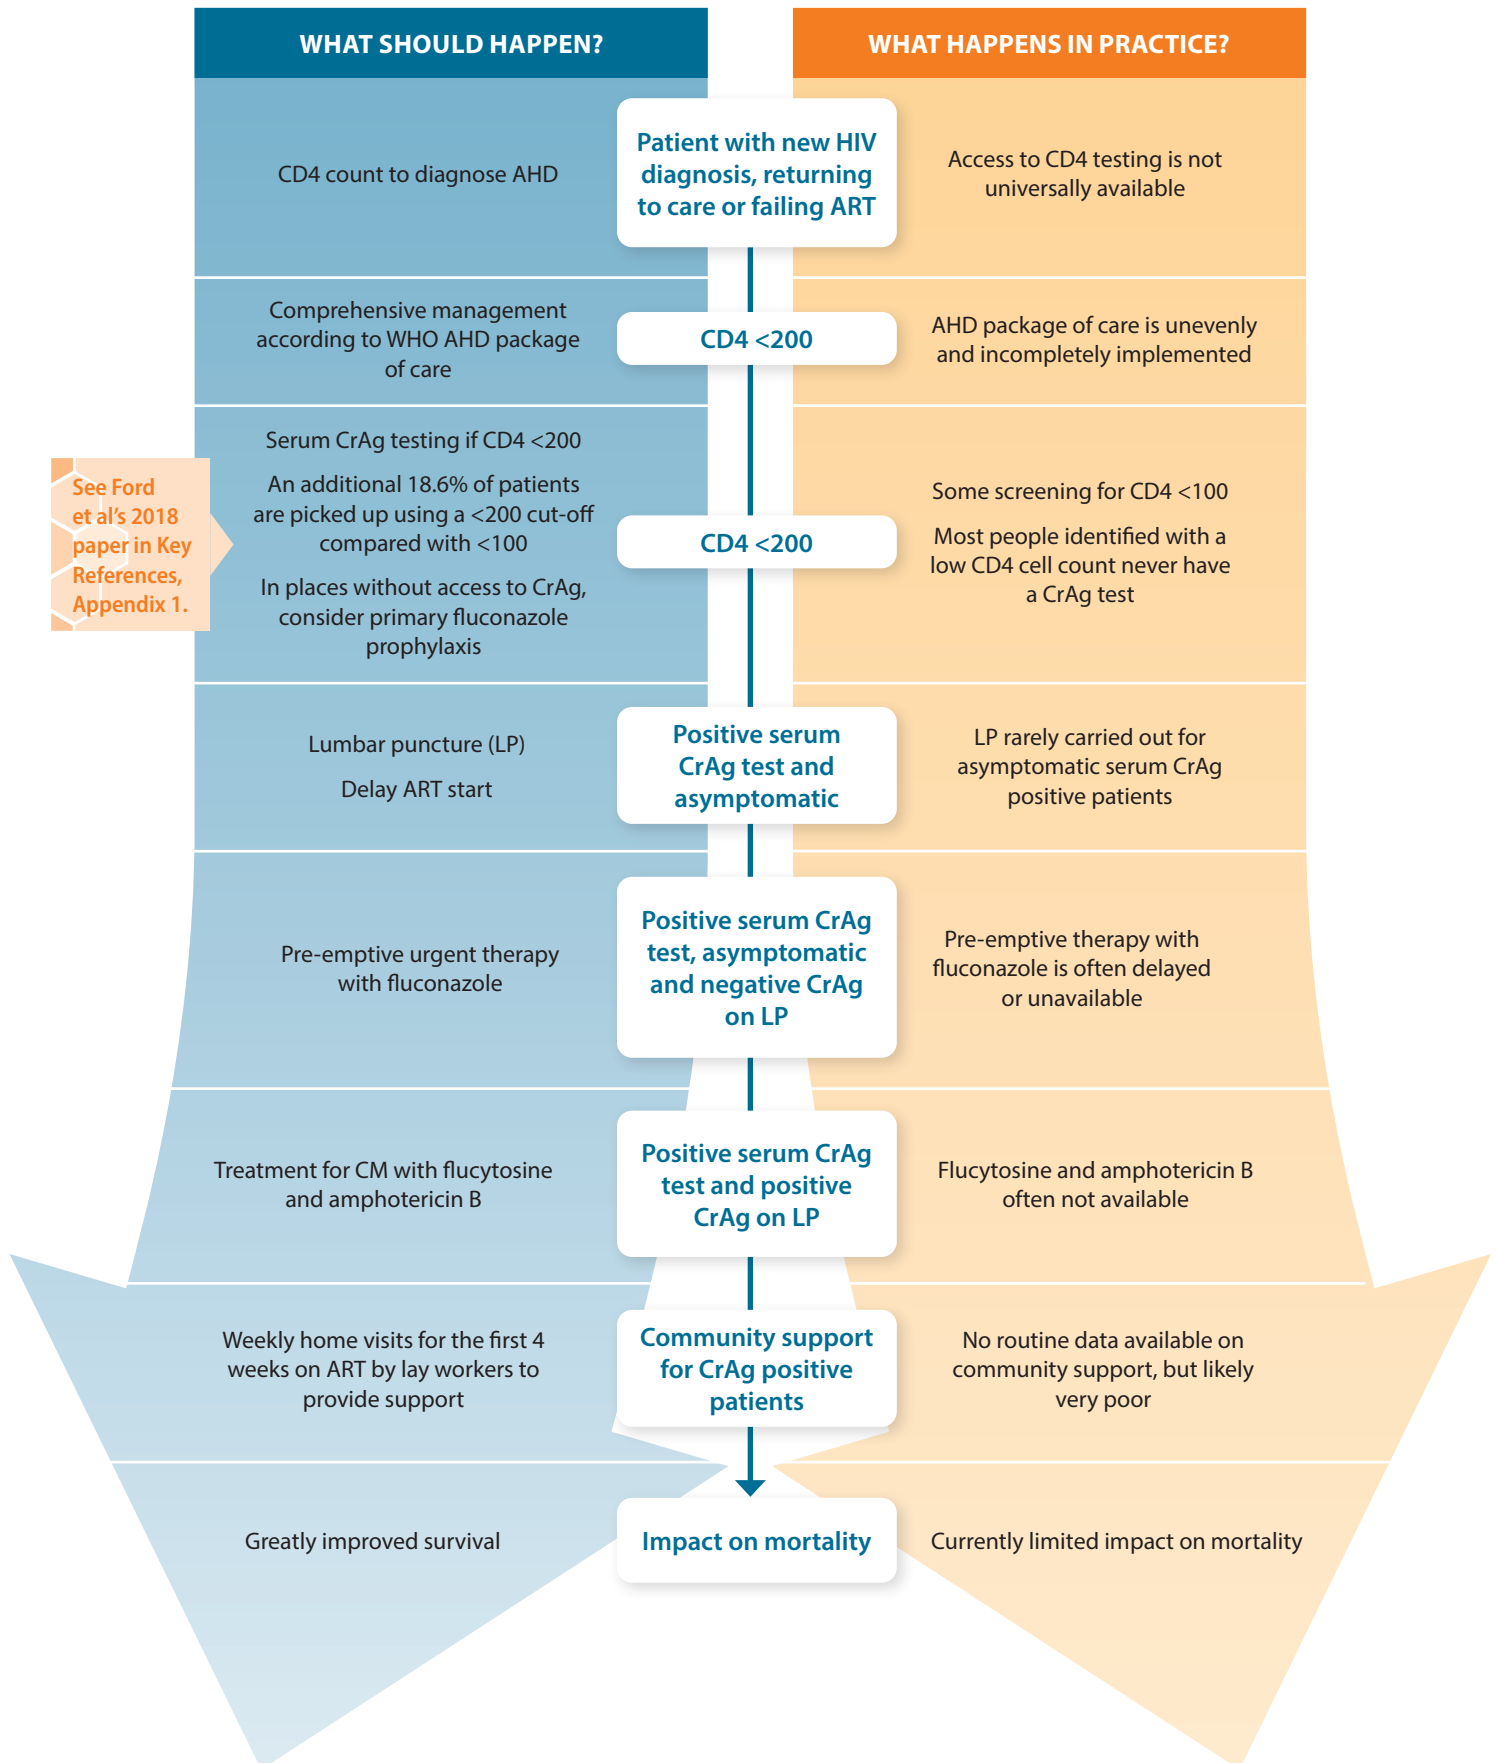 WHAT SHOULD HAPPEN?
WHAT HAPPENS IN PRACTICE?
CD4 count to diagnose AHD
Patient with new HIV
diagnosis, returning
to care or failing ART
Access to CD4 testing is not
universally available
Comprehensive management
according to WHO AHD package
of care
CD4 <200
AHD package of care is unevenly
and incompletely implemented
See Ford
et al’s 2018
paper in Key
References,
Appendix 1.
Serum CrAg testing if CD4 <200
An additional 18.6% of patients
are picked up using a <200 cut-off
compared with <100
In places without access to CrAg,
consider primary fluconazole
prophylaxis
CD4 <200
Some screening for CD4 <100
Most people identified with a
low CD4 cell count never have
a CrAg test
Lumbar puncture (LP)
Delay ART start
Positive serum
CrAg test and
asymptomatic
LP rarely carried out for
asymptomatic serum CrAg
positive patients
Pre-emptive urgent therapy
with fluconazole
Positive serum CrAg
test, asymptomatic
and negative CrAg
on LP
Pre-emptive therapy with
fluconazole is often delayed
or unavailable
Treatment for CM with flucytosine
and amphotericin B
Positive serum CrAg
test and positive
CrAg on LP
Flucytosine and amphotericin B
often not available
Weekly home visits for the first 4
weeks on ART by lay workers to
provide support
Community support
for CrAg positive
patients
No routine data available on
community support, but likely
very poor
Greatly improved survival
Impact on mortality
Currently limited impact on mortality